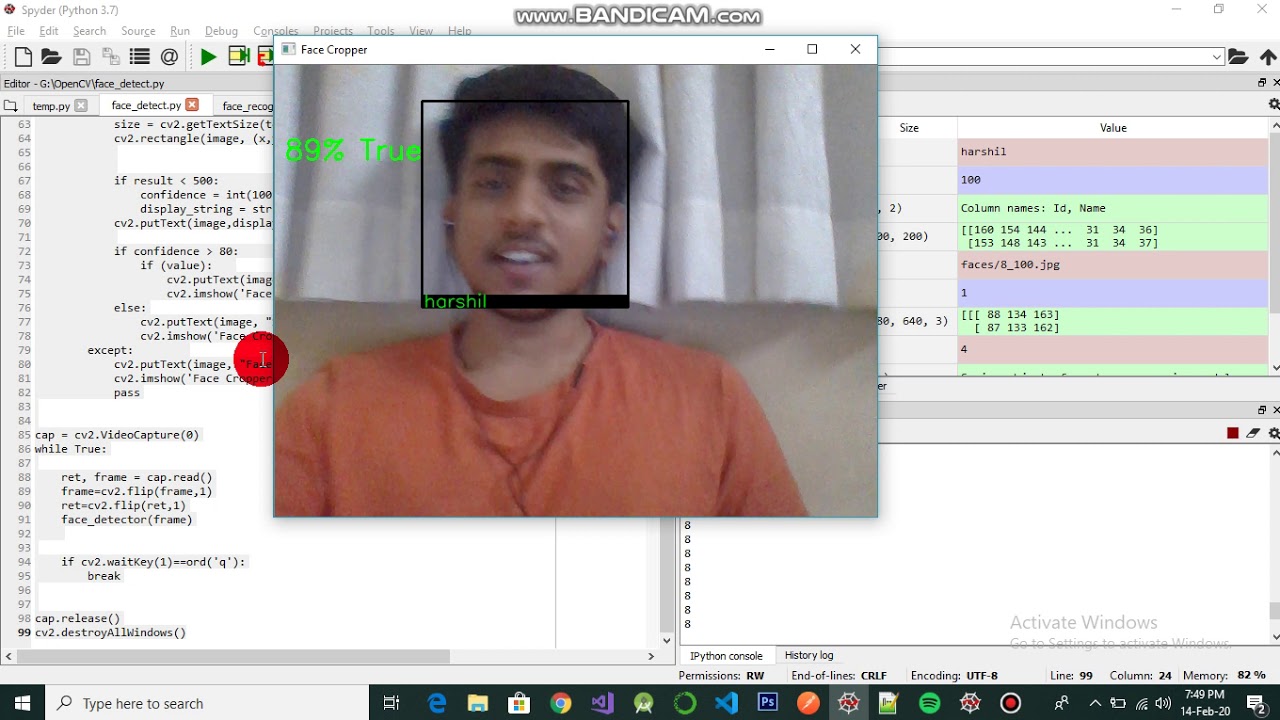 Spyder (Python 3.7)
www.BANDICAM.com
File Edit Search Source Run Debug Consoles Projects Tools View Help
Face Cropper
Editor - G:\OpenCV\face_detect.py
temp.py face_detect.py face_recog
63 size = cv2.getTextSize(t
64 cv2.rectangle(image, (x,
65
66
67 if result < 500:
68 confidence = int(100
69 display_string = str
70 cv2.putText(image,displa
71
72 if confidence > 80:
73 if (value):
74 cv2.putText(imag
75 cv2.imshow('Face
76 else:
77 cv2.putText(image, "
78 cv2.imshow('Face Cro
79 except:
80 cv2.putText(image, "Face
81 cv2.imshow('Face Cropper
82 pass
83
84
85 cap = cv2.VideoCapture(0)
86 while True:
87
88 ret, frame = cap.read()
89 frame=cv2.flip(frame,1)
90 ret=cv2.flip(ret,1)
91 face_detector(frame)
92
93
94 if cv2.waitKey(1)==ord('q'):
95 break
96
97
98 cap.release()
99 cv2.destroyAllWindows()
89% True
harshil
Size Value
harshil
100
, 2) Column names: Id, Name
00, 200) [[160 154 144 ... 31 34 36]
[153 148 143 ... 31 34 37]
faces/8_100.jpg
1
80, 640, 3) [[[ 88 134 163]
[ 87 133 162]
4
er
8
8
8
8
8
8
8
8
Activate Windows
Go to Settings to activate Windows.
IPython console History log
Permissions: RW End-of-lines: CRLF Encoding: UTF-8 Line: 99 Column: 24 Memory: 82 %
Type here to search
7:49 PM
14-Feb-20
2